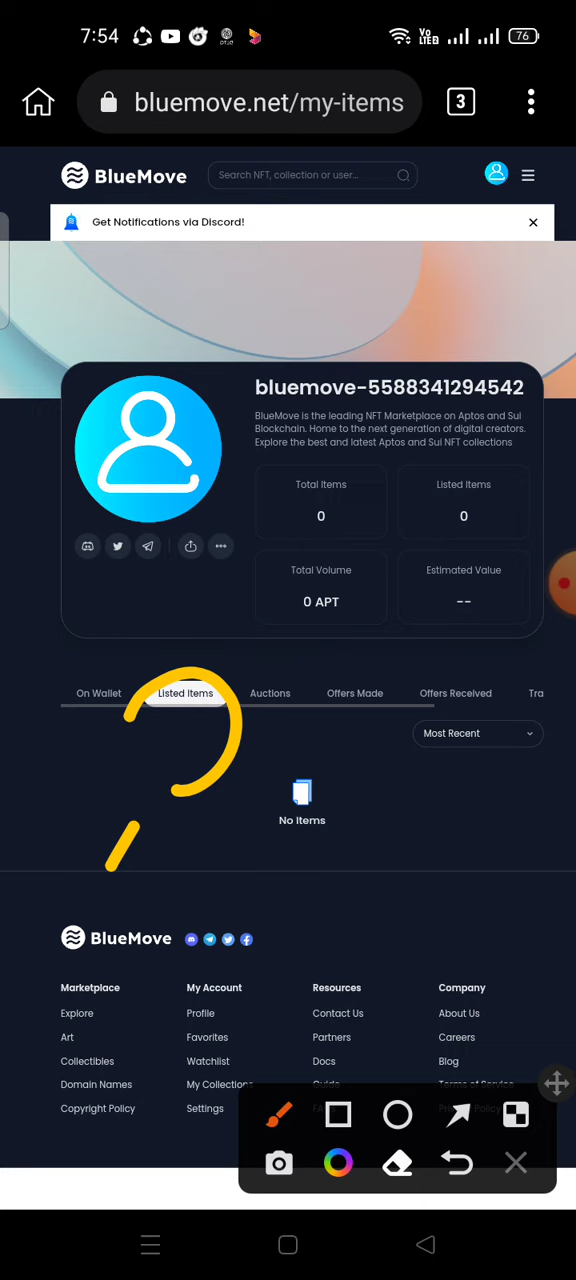 7:54
Vo
LTE2
76
bluemove.net/my-items
3
BlueMove
Search NFT, collection or user...
Get Notifications via Discord!
bluemove-5588341294542
BlueMove is the leading NFT Marketplace on Aptos and Sui
Blockchain. Home to the next generation of digital creators.
Explore the best and latest Aptos and Sui NFT collections
Total Items
0
Listed Items
0
Total Volume
0 APT
Estimated Value
--
On Wallet
Listed Items
Auctions
Offers Made
Offers Received
Tra
Most Recent
No Items
BlueMove
Marketplace
Explore
Art
Collectibles
Domain Names
Copyright Policy
My Account
Profile
Favorites
Watchlist
My Collections
Settings
Resources
Contact Us
Partners
Docs
Guide
Company
About Us
Careers
Blog
Terms of Service